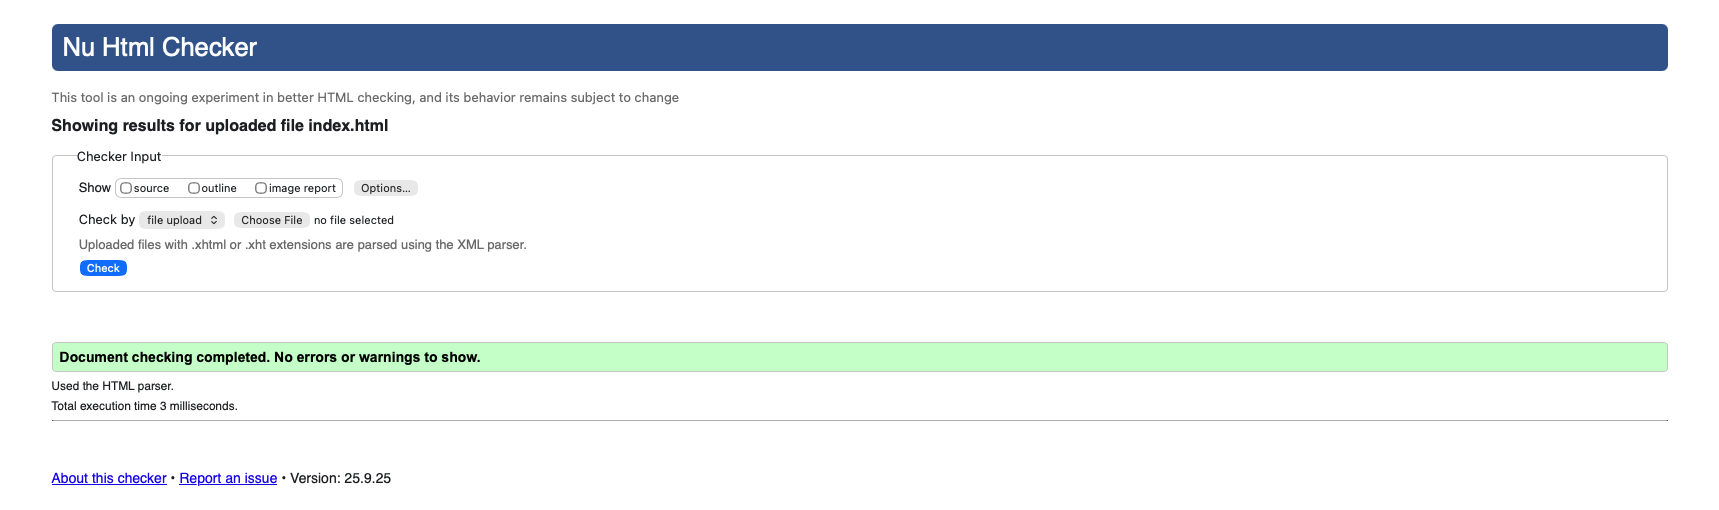 Nu Html Checker
This tool is an ongoing experiment in better HTML checking, and its behavior remains subject to change
Showing results for uploaded file index.html
Checker Input
Show source outline image report Options...
Check by file upload Choose File no file selected
Uploaded files with .xhtml or .xht extensions are parsed using the XML parser.
Check
Document checking completed. No errors or warnings to show.
Used the HTML parser.
Total execution time 3 milliseconds.
About this checker • Report an issue • Version: 25.9.25